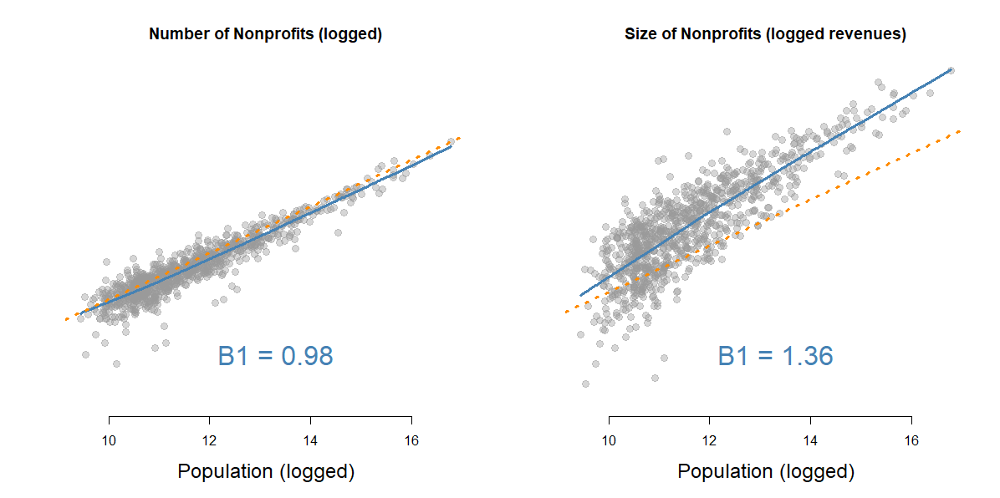 Number of Nonprofits (logged)
B1 = 0.98
10 12 14 16
Population (logged)
Size of Nonprofits (logged revenues)
B1 = 1.36
10 12 14 16
Population (logged)